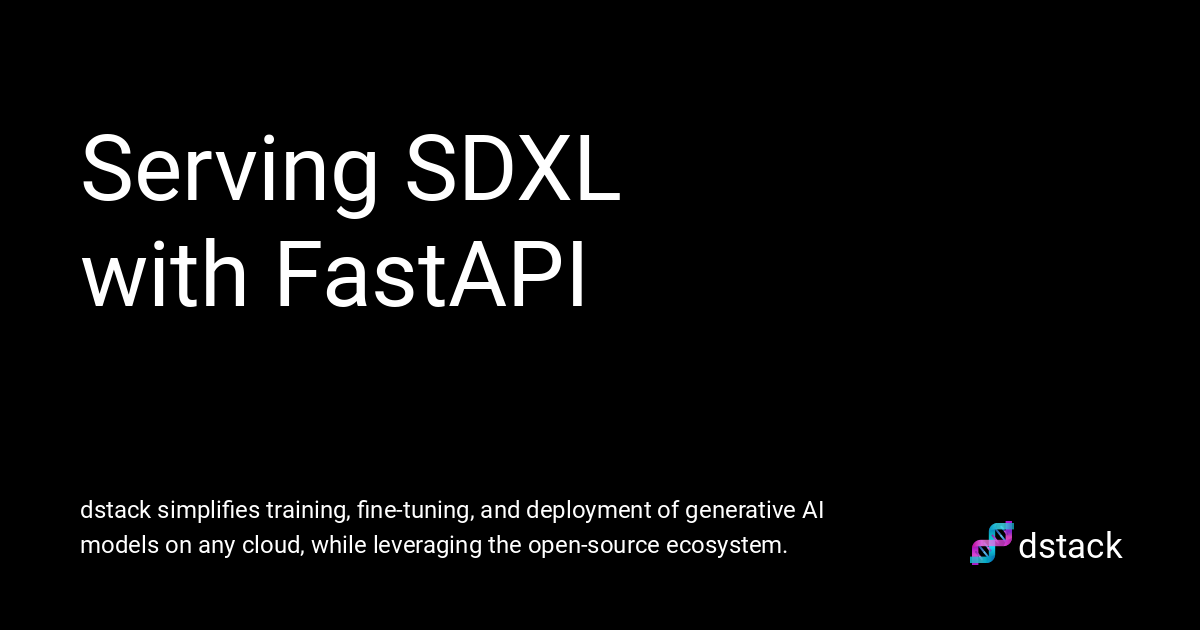 Serving SDXL
with FastAPI
dstack simplifies training, fine-tuning, and deployment of generative AI
models on any cloud, while leveraging the open-source ecosystem.
dstack